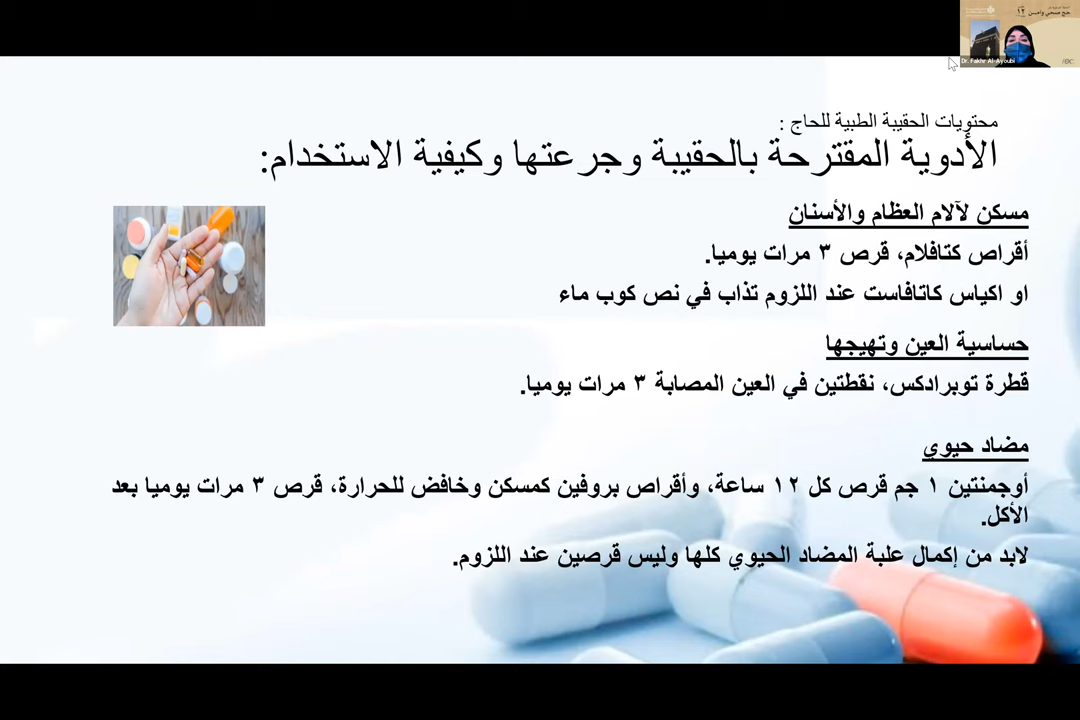 حج صحي وآمن
١٢
Dr. Fakhr Al-Ayoubi
محتويات الحقيبة الطبية للحاج :
الأدوية المقترحة بالحقيبة وجرعتها وكيفية الاستخدام:
مسكن لآلام العظام والأسنان
أقراص كتافلام، قرص ٣ مرات يوميا.
او اكياس كاتافاست عند اللزوم تذاب في نص كوب ماء
حساسية العين وتهيجها
قطرة توبرادكس، نقطتين في العين المصابة ٣ مرات يوميا.
مضاد حيوي
أوجمنتين ١ جم قرص كل ١٢ ساعة، وأقراص بروفين كمسكن وخافض للحرارة، قرص ٣ مرات يوميا بعد
الأكل.
لابد من إكمال علبة المضاد الحيوي كلها وليس قرصين عند اللزوم.